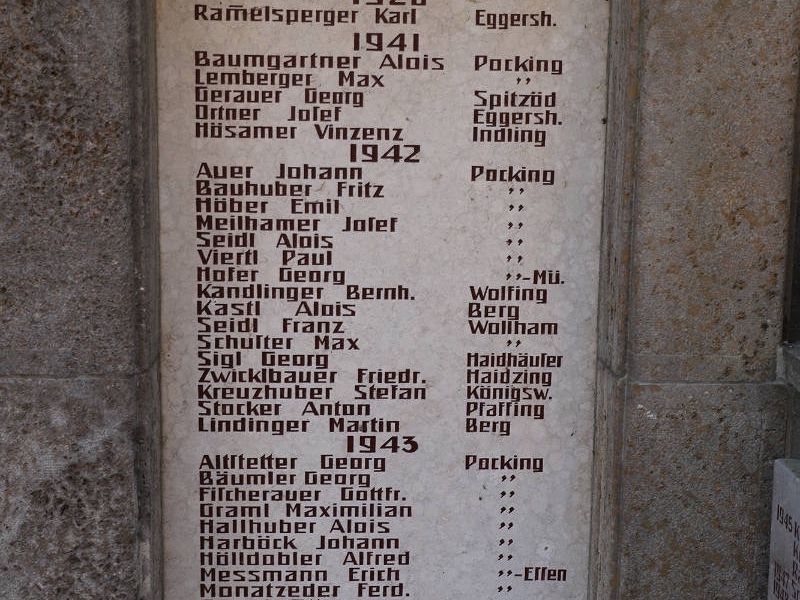 Ramelsperger Karl Eggersh.
1941
Baumgartner Alois Pocking
Lemberger Max ,,
Gerauer Georg Spitzöd
Ortner Josef Eggersh.
Hösamer Vinzenz Indling
1942
Auer Johann Pocking
Bauhuber Fritz ,,
Höber Emil ,,
Meilhamer Josef ,,
Seidl Alois ,,
Viertl Paul ,,
Hofer Georg ,,-Mü.
Kandlinger Bernh. Wolfing
Kastl Alois Berg
Seidl Franz Wollham
Schuster Max ,,
Sigl Georg Haidhäuser
Zwicklbauer Friedr. Haidzing
Kreuzhuber Stefan Königsw.
Stocker Anton Pfaffing
Lindinger Martin Berg
1943
Altstetter Georg Pocking
Bäumler Georg ,,
Fischerauer Gottfr. ,,
Graml Maximilian ,,
Hallhuber Alois ,,
Harböck Johann ,,
Hölldobler Alfred ,,
Messmann Erich ,,-Essen
Monatzeder Ferd. ,,
1945